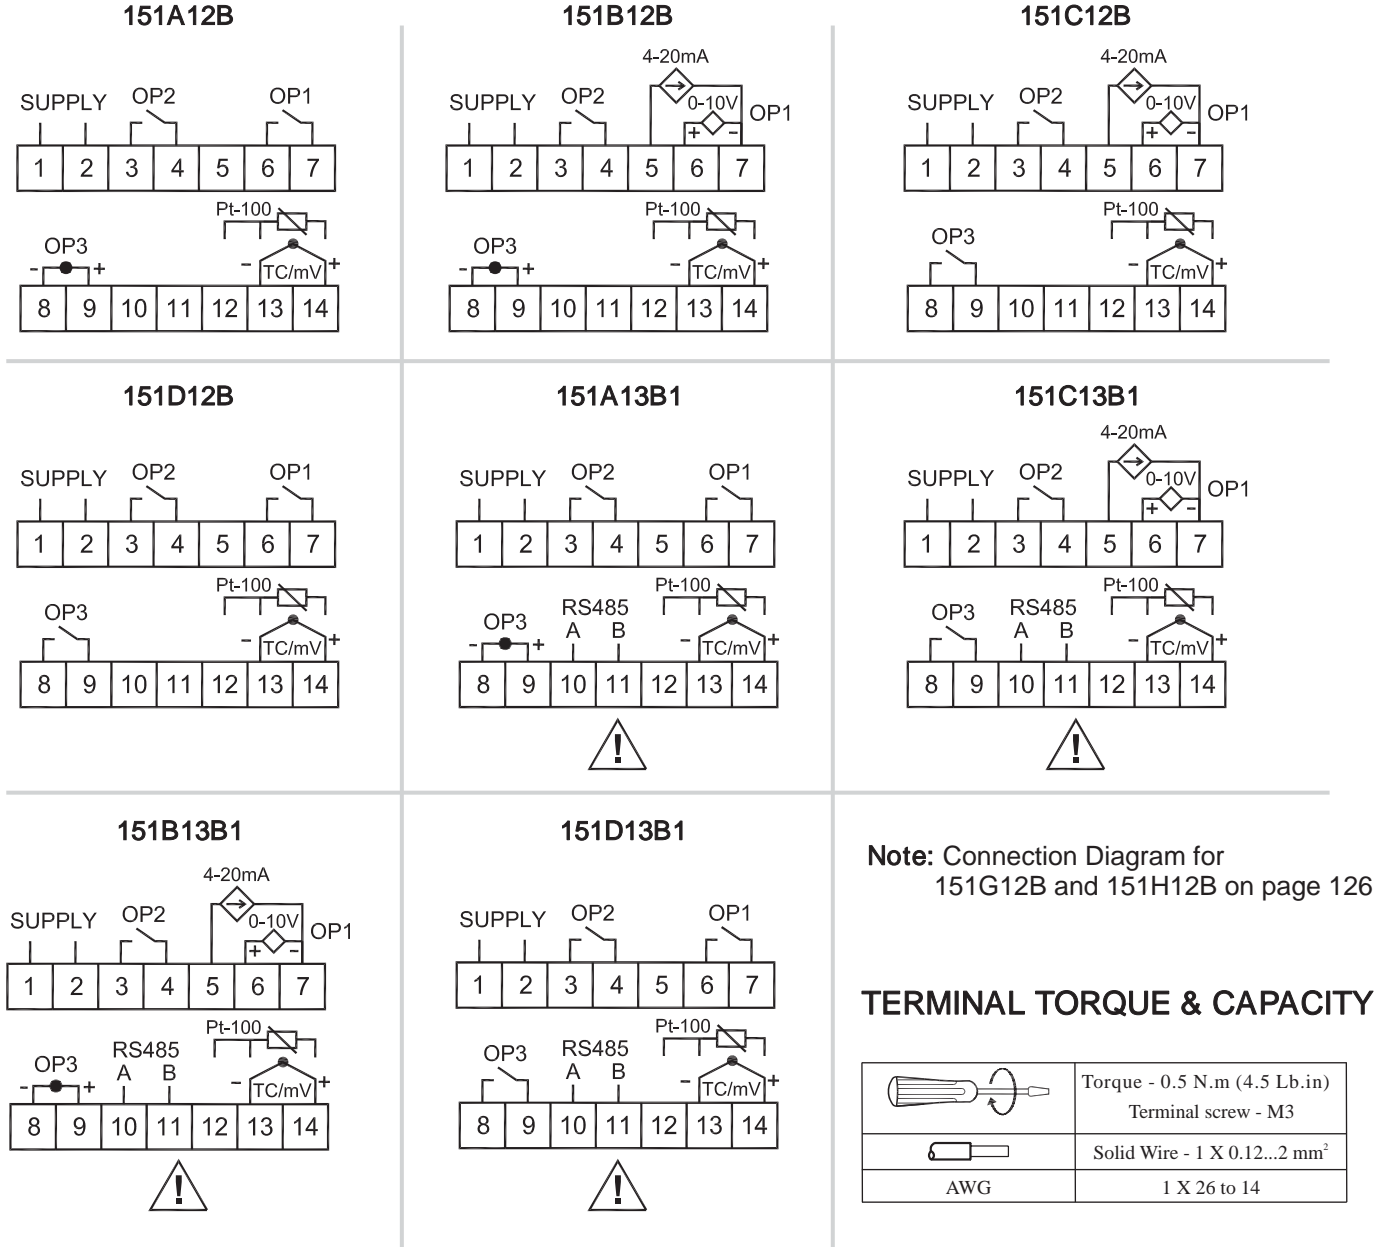 151A12B
SUPPLY OP2 OP1
1 2 3 4 5 6 7
Pt-100
OP3
- + - TC/mV +
8 9 10 11 12 13 14
151B12B
4-20mA
SUPPLY OP2 0-10V OP1
+ -
1 2 3 4 5 6 7
Pt-100
OP3
- + - TC/mV +
8 9 10 11 12 13 14
151C12B
4-20mA
SUPPLY OP2 0-10V OP1
+ -
1 2 3 4 5 6 7
Pt-100
OP3
- TC/mV +
8 9 10 11 12 13 14
151D12B
SUPPLY OP2 OP1
1 2 3 4 5 6 7
Pt-100
OP3
- TC/mV +
8 9 10 11 12 13 14
151A13B1
SUPPLY OP2 OP1
1 2 3 4 5 6 7
Pt-100
OP3 RS485
A B
- + - TC/mV +
8 9 10 11 12 13 14
!
151C13B1
4-20mA
SUPPLY OP2 0-10V OP1
+ -
1 2 3 4 5 6 7
Pt-100
OP3 RS485
A B
- TC/mV +
8 9 10 11 12 13 14
!
151B13B1
4-20mA
SUPPLY OP2 0-10V OP1
+ -
1 2 3 4 5 6 7
Pt-100
OP3 RS485
A B
- + - TC/mV +
8 9 10 11 12 13 14
!
151D13B1
SUPPLY OP2 OP1
1 2 3 4 5 6 7
Pt-100
OP3 RS485
A B
- TC/mV +
8 9 10 11 12 13 14
!
Note: Connection Diagram for
151G12B and 151H12B on page 126
TERMINAL TORQUE & CAPACITY
Torque - 0.5 N.m (4.5 Lb.in)
Terminal screw - M3
Solid Wire - 1 X 0.12...2 mm²
AWG 1 X 26 to 14